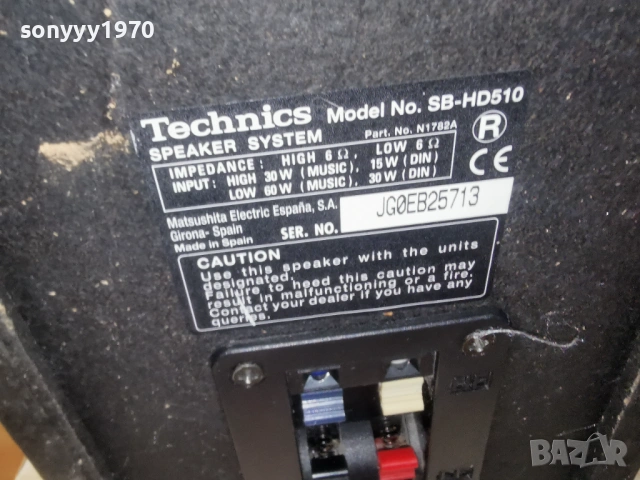 sonyyy1970
Technics Model No. SB-HD510
SPEAKER SYSTEM Part. No. N1782A
R
IMPEDANCE: HIGH 6 Ω, LOW 6 Ω
INPUT: HIGH 30 W (MUSIC), 15 W (DIN)
LOW 60 W (MUSIC), 30 W (DIN)
CE
Matsushita Electric España, S.A.
Girona- Spain
Made in Spain
SER. NO. JG0EB25713
CAUTION
Use this speaker with the units
designated.
Failure to heed this caution may
result in malfunctioning or a fire.
Contact your dealer if you have any
queries.
BAZAR